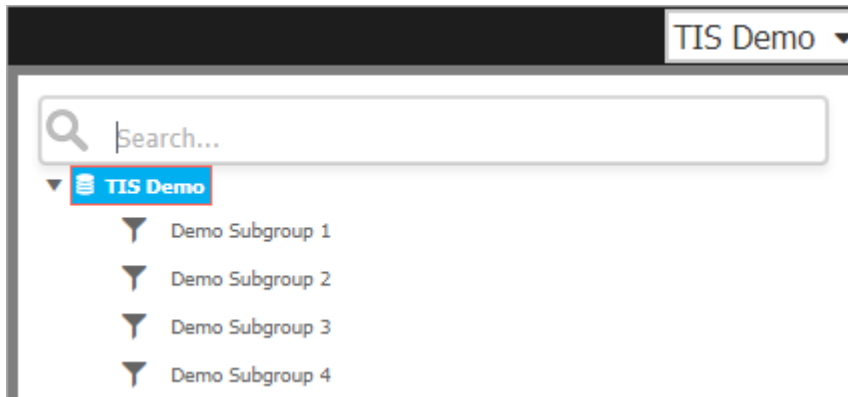 TIS Demo
Search...
TIS Demo
Demo Subgroup 1
Demo Subgroup 2
Demo Subgroup 3
Demo Subgroup 4